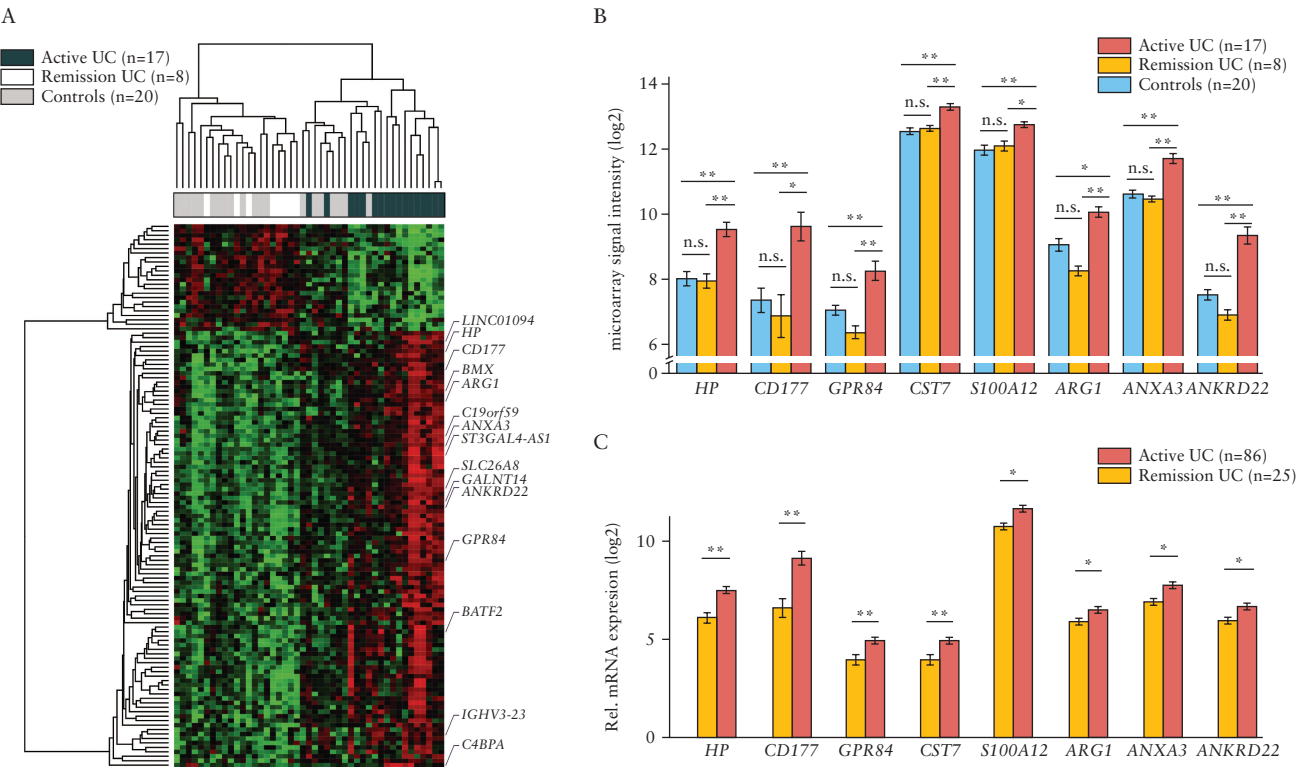 A
Active UC (n=17)
Remission UC (n=8)
Controls (n=20)
LINC01094
HP
CD177
BMX
ARG1
C19orf59
ANXA3
ST3GAL4-AS1
SLC26A8
GALNT14
ANKRD22
GPR84
BATF2
IGHV3-23
C4BPA
B
Active UC (n=17)
Remission UC (n=8)
Controls (n=20)
microarray signal intensity (log2)
14
12
10
8
6
0
** ** n.s.
** * n.s.
** ** n.s.
** ** n.s.
** * n.s.
* ** n.s.
** ** n.s.
** ** n.s.
HP CD177 GPR84 CST7 S100A12 ARG1 ANXA3 ANKRD22
C
Active UC (n=86)
Remission UC (n=25)
Rel. mRNA expresion (log2)
10
5
0
** ** ** ** * * * *
HP CD177 GPR84 CST7 S100A12 ARG1 ANXA3 ANKRD22